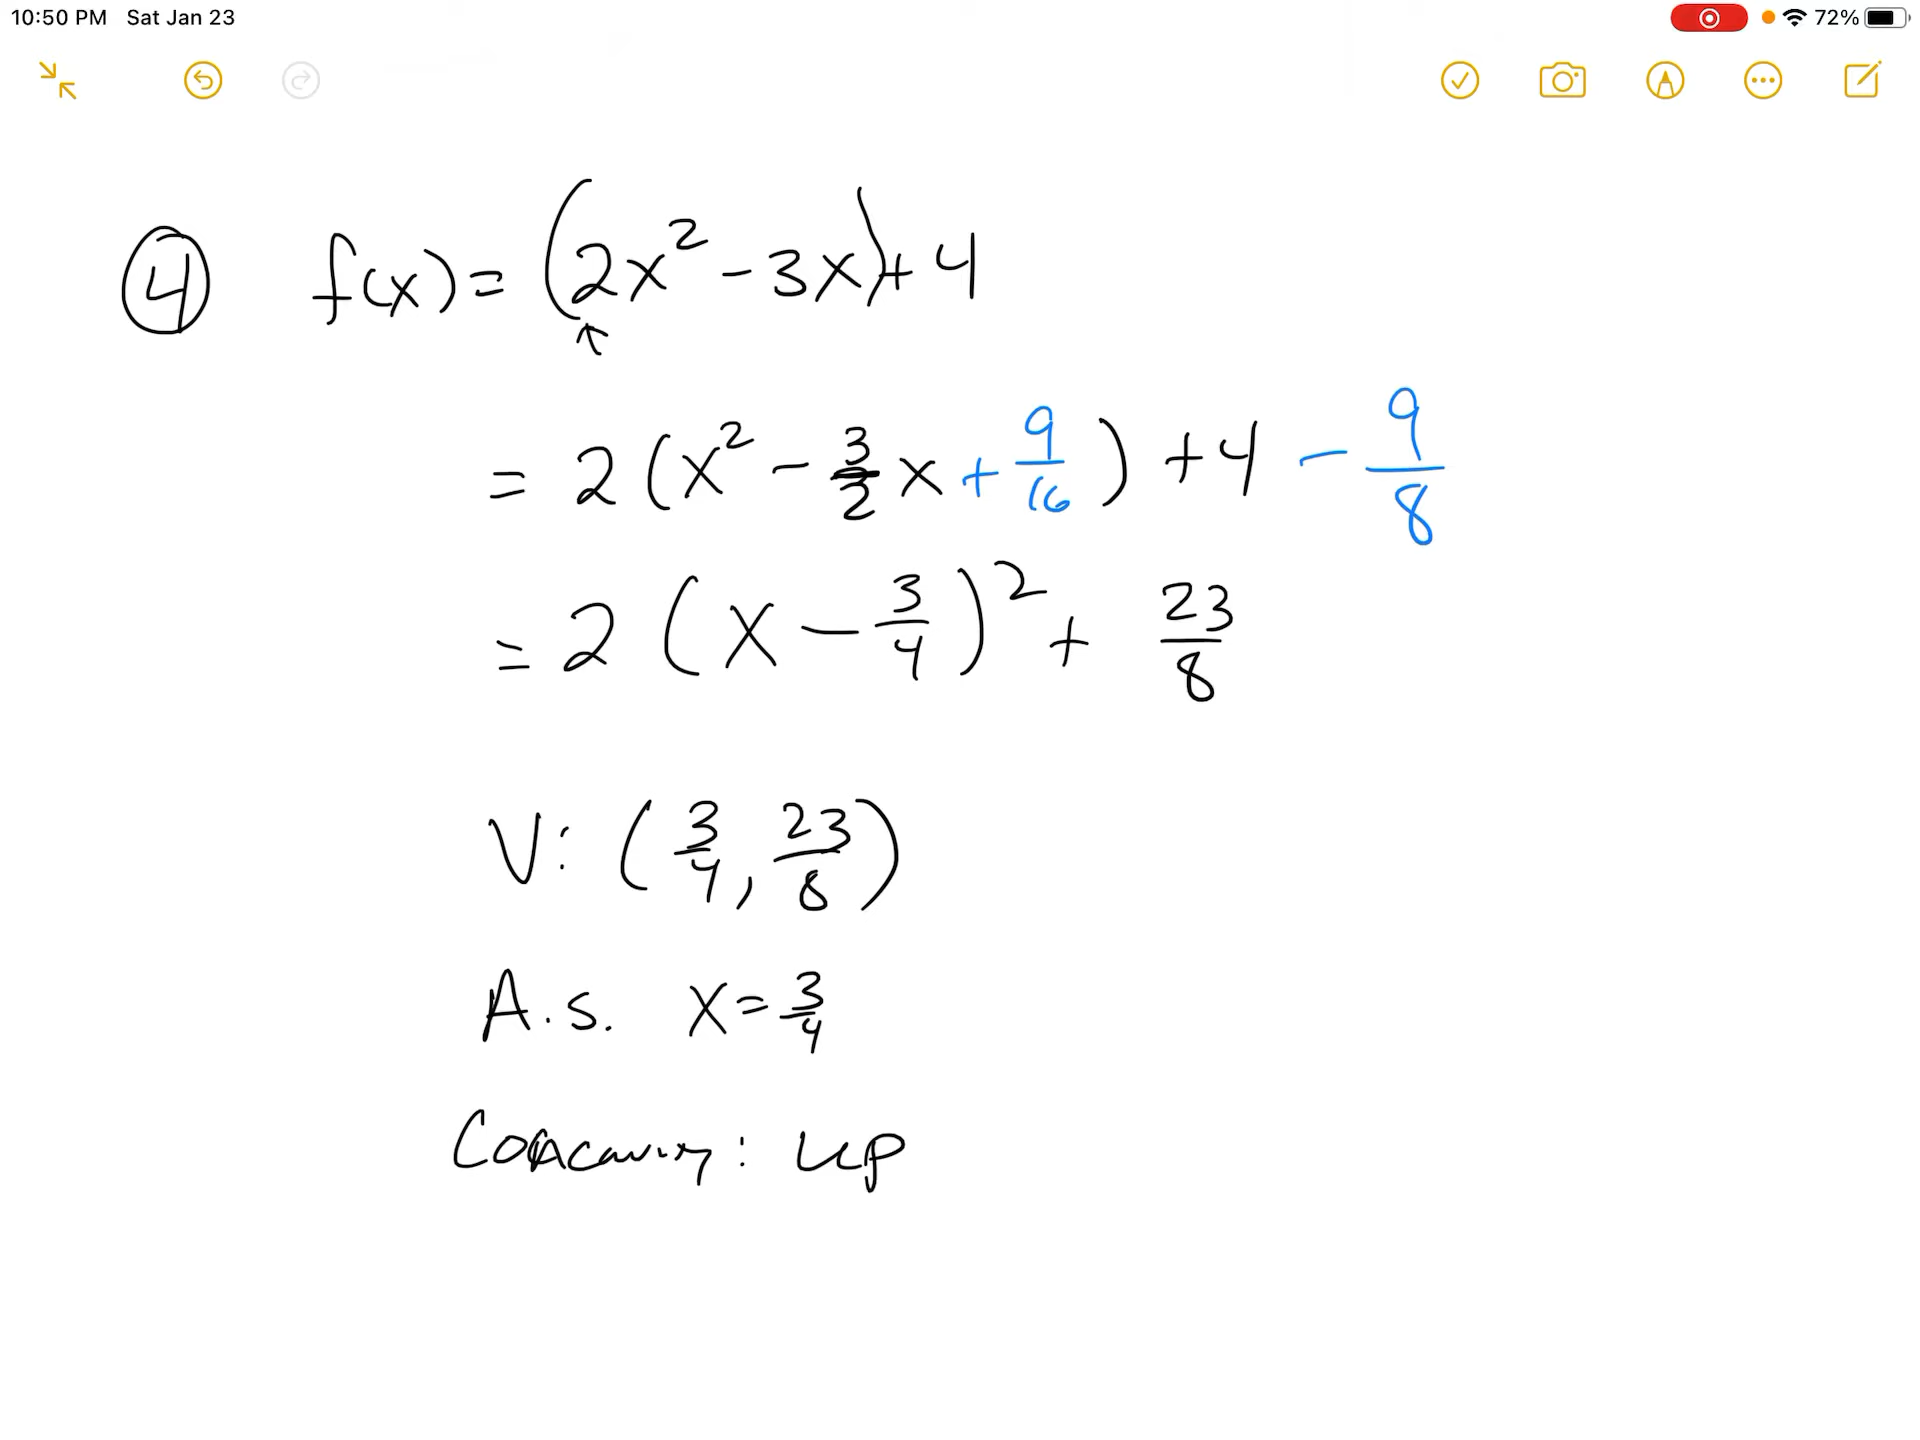 10:50 PM Sat Jan 23 72%
④ f(x) = (2x² - 3x) + 4
= 2(x² - 3/2 x + 9/16) + 4 - 9/8
= 2(x - 3/4)² + 23/8
V: (3/4, 23/8)
A.S. x = 3/4
Concavity: up